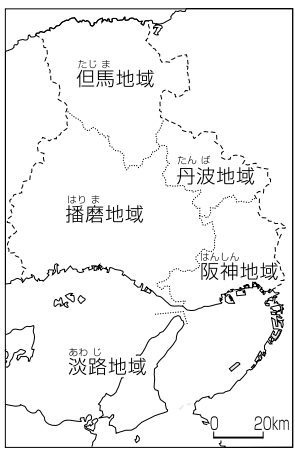 たじ ま
但馬地域
たん ば
丹波地域
はり ま
播磨地域
はんしん
阪神地域
あわ じ
淡路地域
0 20km